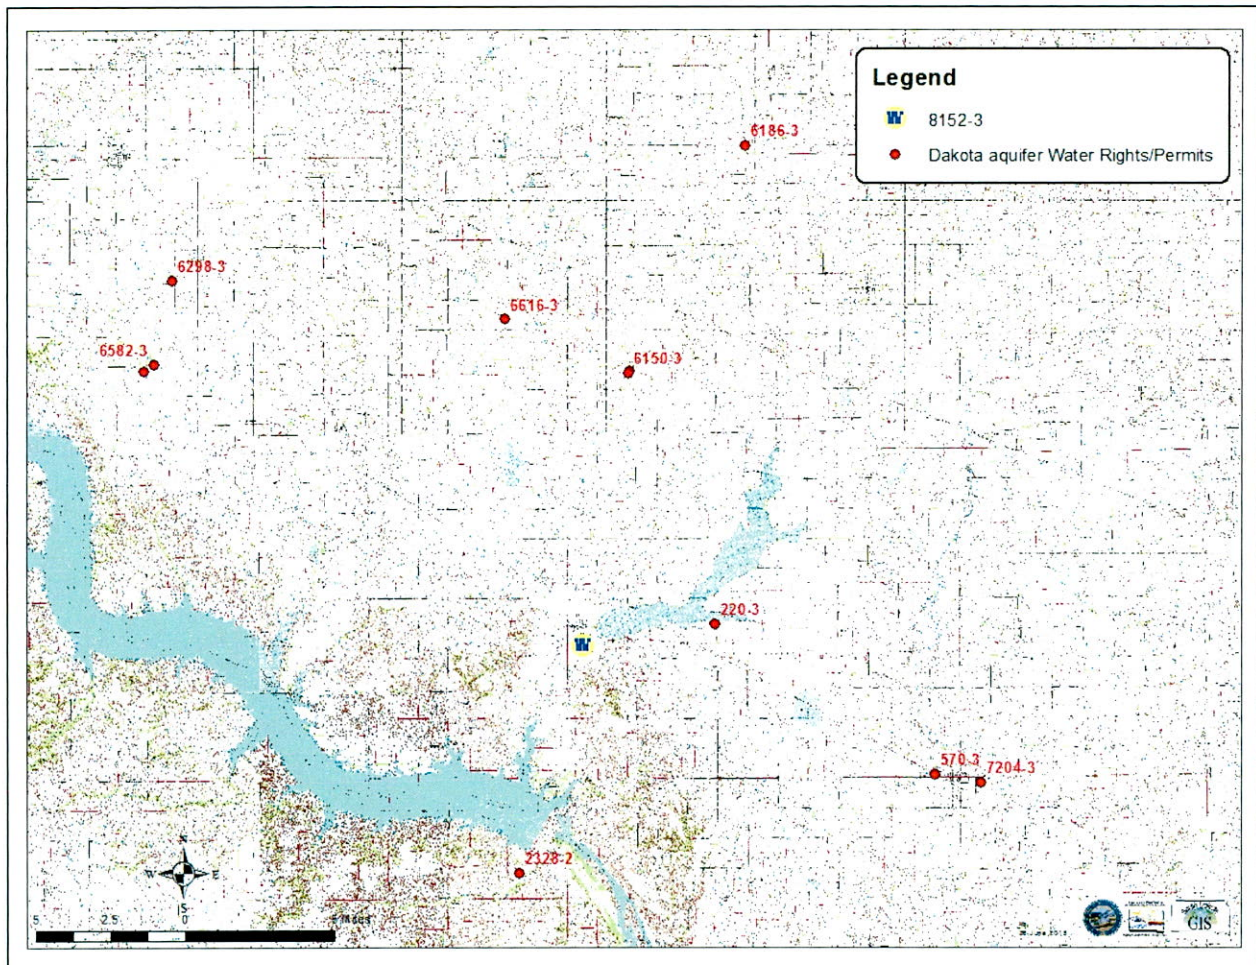 Legend
8152-3
Dakota aquifer Water Rights/Permits
6186-3
6298-3
6616-3
6582-3
6150-3
220-3
W
570-3
7204-3
2328-2
N
W E
S
5 2.5 0
GIS